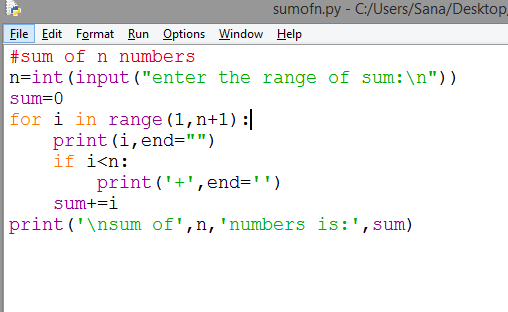 sumofn.py - C:/Users/Sana/Desktop,
File Edit Format Run Options Window Help
#sum of n numbers
n=int(input("enter the range of sum:\n"))
sum=0
for i in range(1,n+1):
    print(i,end="")
    if i<n:
        print('+',end='')
    sum+=i
print('\nsum of',n,'numbers is:',sum)